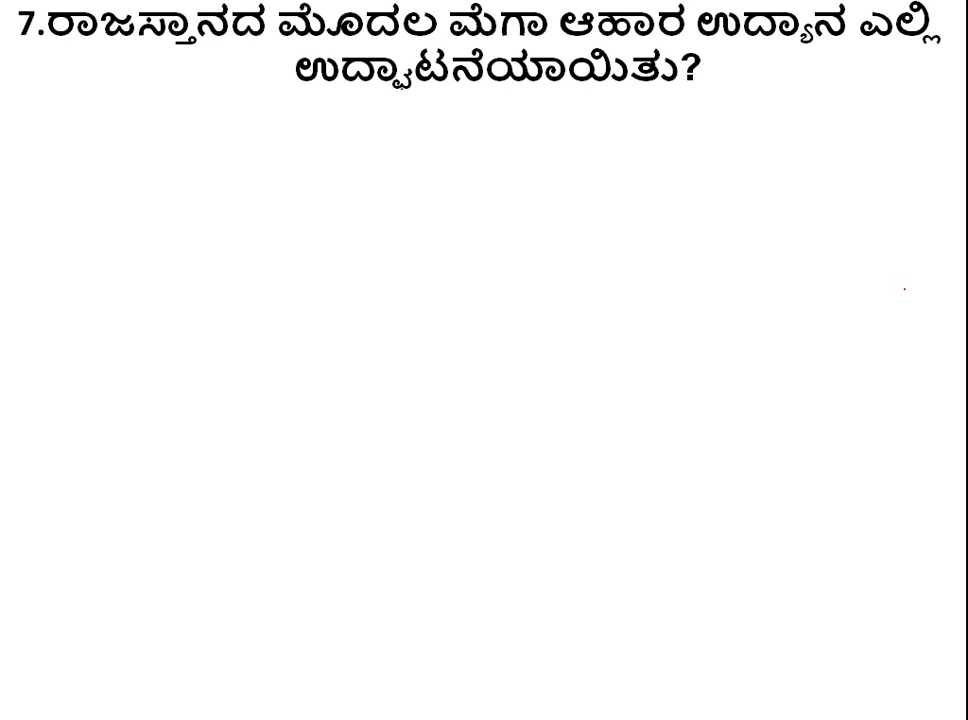 7.ರಾಜಸ್ತಾನದ ಮೊದಲ ಮೆಗಾ ಆಹಾರ ಉದ್ಯಾನ ಎಲ್ಲಿ
ಉದ್ಘಾಟನೆಯಾಯಿತು?